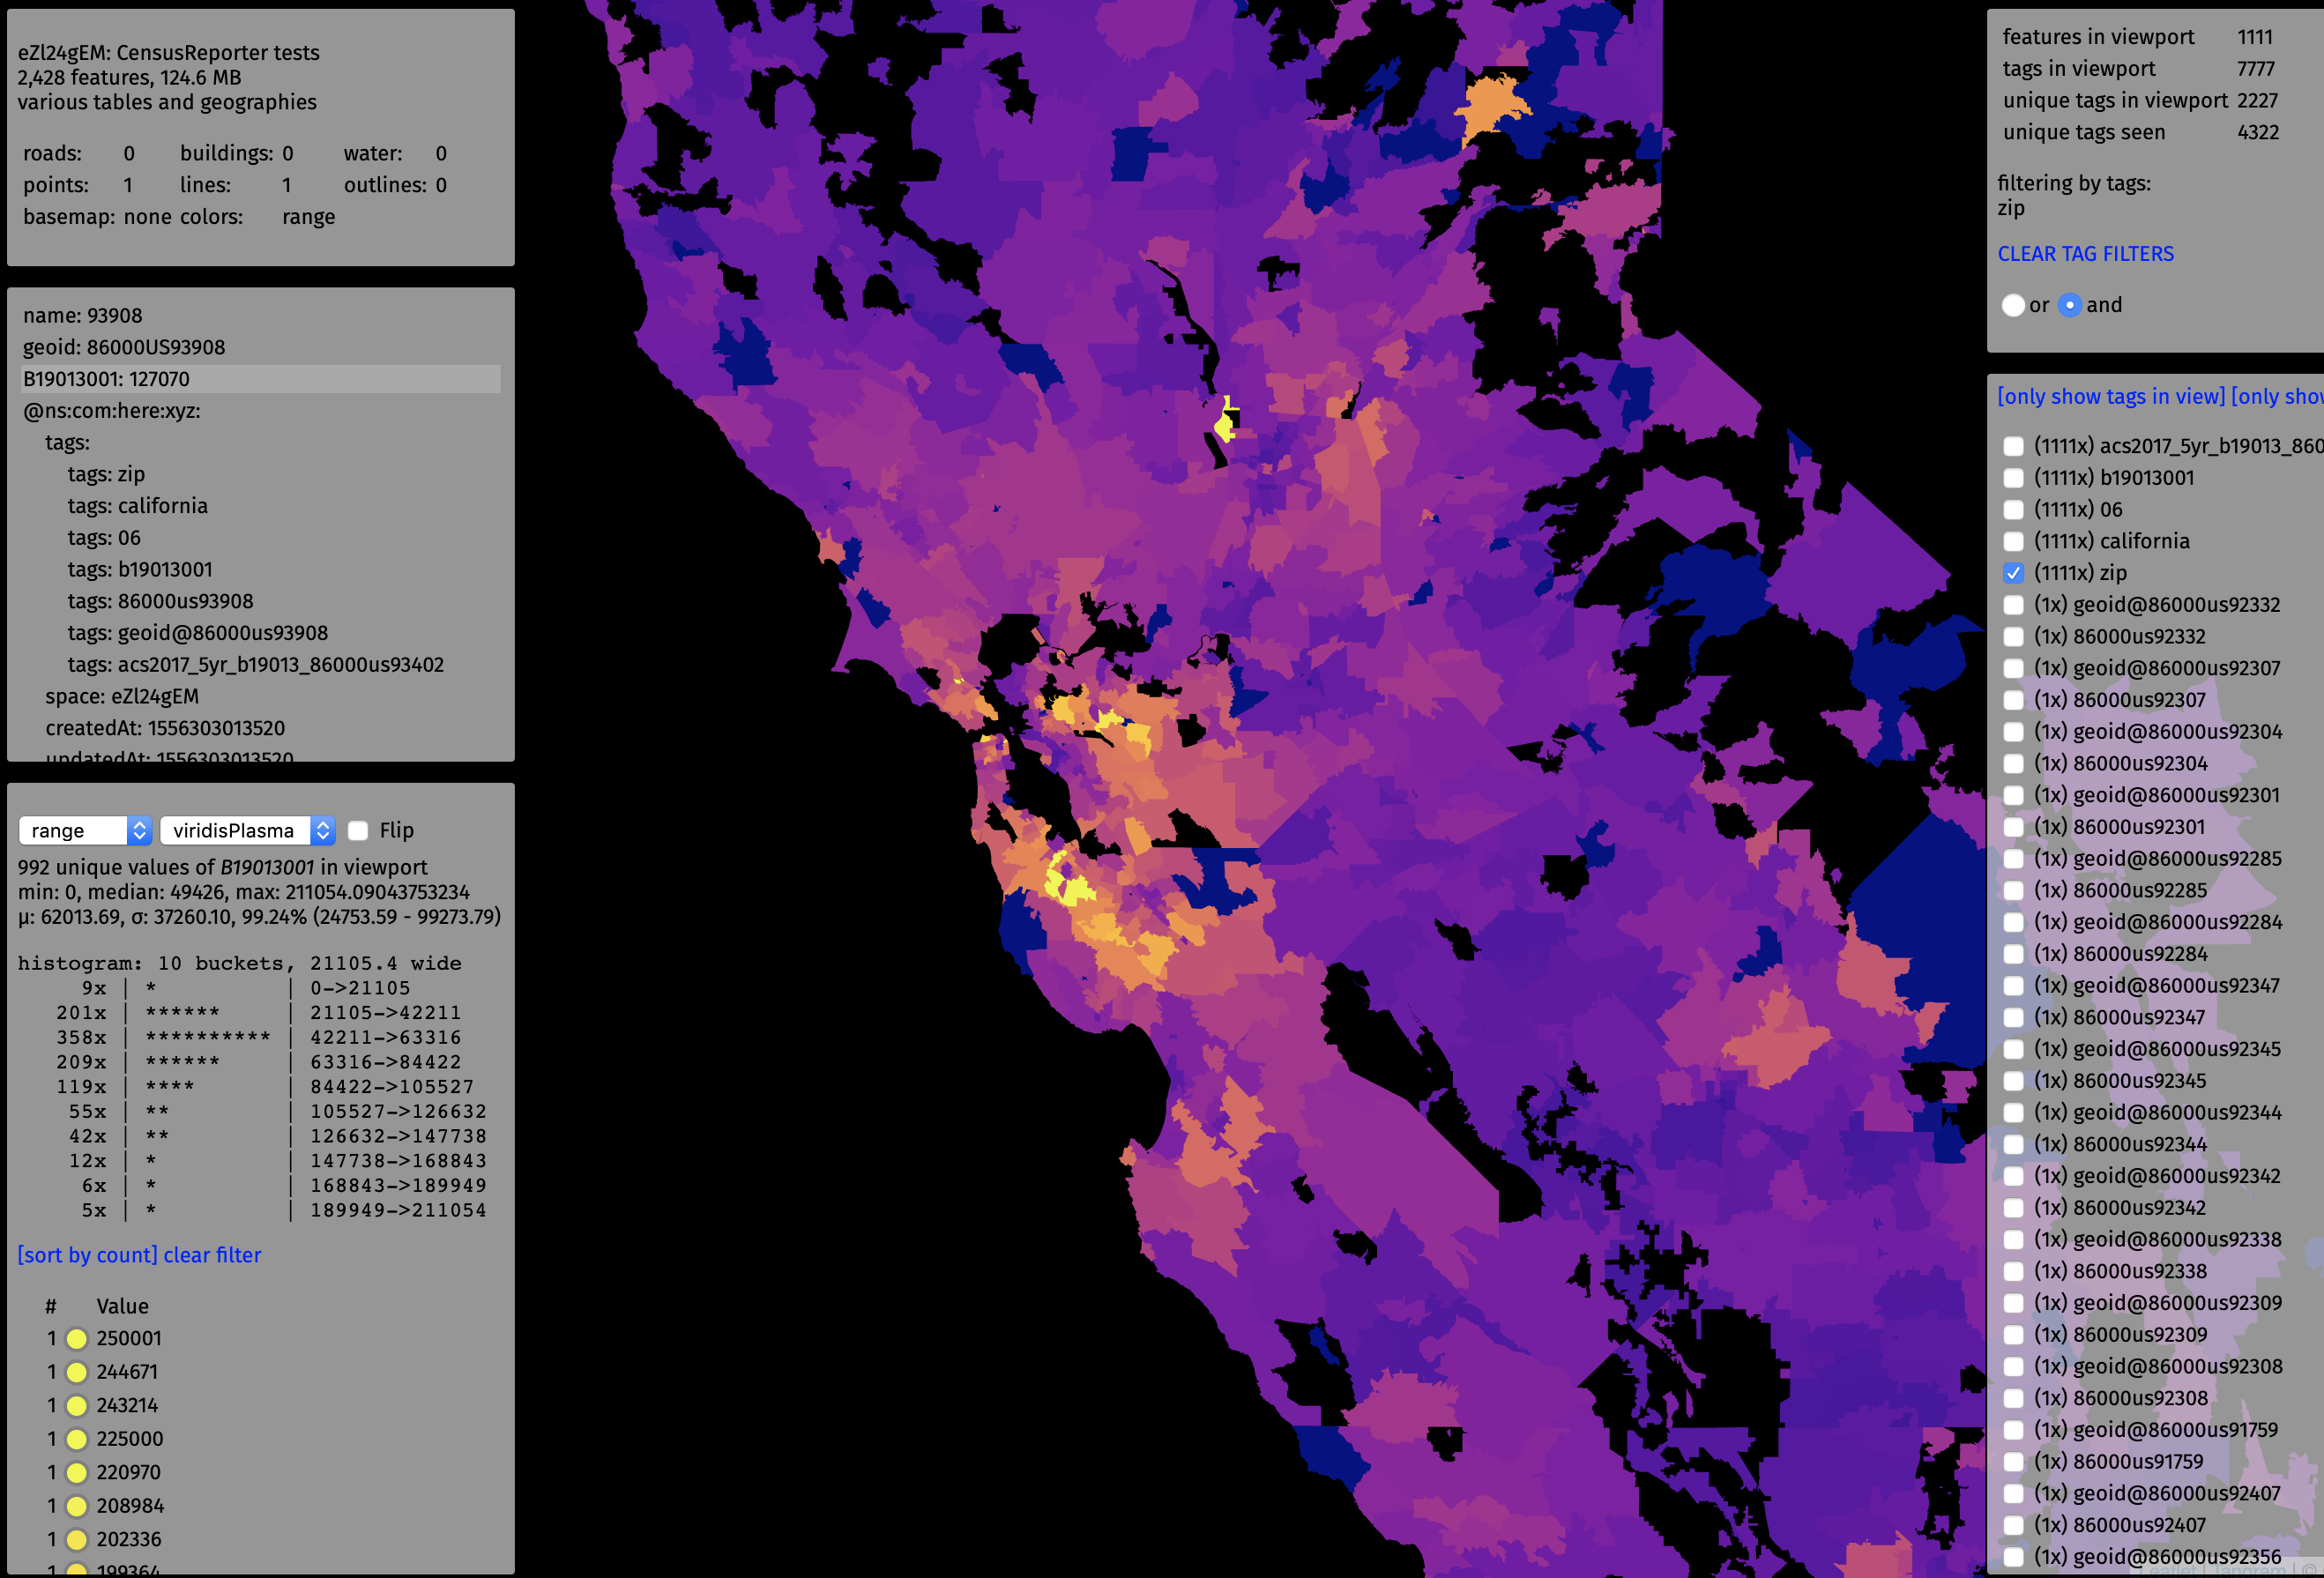 eZl24gEM: CensusReporter tests
2,428 features, 124.6 MB
various tables and geographies
roads: 0 buildings: 0 water: 0
points: 1 lines: 1 outlines: 0
basemap: none colors: range
name: 93908
geoid: 86000US93908
B19013001: 127070
@ns:com:here:xyz:
tags:
tags: zip
tags: california
tags: 06
tags: b19013001
tags: 86000us93908
tags: geoid@86000us93908
tags: acs2017_5yr_b19013_86000us93402
space: eZl24gEM
createdAt: 1556303013520
updatedAt: 1556303013520
range viridisPlasma Flip
992 unique values of B19013001 in viewport
min: 0, median: 49426, max: 211054.09043753234
µ: 62013.69, σ: 37260.10, 99.24% (24753.59 - 99273.79)
histogram: 10 buckets, 21105.4 wide
9x | * | 0->21105
201x | ****** | 21105->42211
358x | ********** | 42211->63316
209x | ****** | 63316->84422
119x | **** | 84422->105527
55x | ** | 105527->126632
42x | ** | 126632->147738
12x | * | 147738->168843
6x | * | 168843->189949
5x | * | 189949->211054
[sort by count] clear filter
# Value
1 250001
1 244671
1 243214
1 225000
1 220970
1 208984
1 202336
1 199364
features in viewport 1111
tags in viewport 7777
unique tags in viewport 2227
unique tags seen 4322
filtering by tags:
zip
CLEAR TAG FILTERS
or and
[only show tags in view] [only show
(1111x) acs2017_5yr_b19013_860
(1111x) b19013001
(1111x) 06
(1111x) california
(1111x) zip
(1x) geoid@86000us92332
(1x) 86000us92332
(1x) geoid@86000us92307
(1x) 86000us92307
(1x) geoid@86000us92304
(1x) 86000us92304
(1x) geoid@86000us92301
(1x) 86000us92301
(1x) geoid@86000us92285
(1x) 86000us92285
(1x) geoid@86000us92284
(1x) 86000us92284
(1x) geoid@86000us92347
(1x) 86000us92347
(1x) geoid@86000us92345
(1x) 86000us92345
(1x) geoid@86000us92344
(1x) 86000us92344
(1x) geoid@86000us92342
(1x) 86000us92342
(1x) geoid@86000us92338
(1x) 86000us92338
(1x) geoid@86000us92309
(1x) 86000us92309
(1x) geoid@86000us92308
(1x) 86000us92308
(1x) geoid@86000us91759
(1x) 86000us91759
(1x) geoid@86000us92407
(1x) 86000us92407
(1x) geoid@86000us92356
Leaflet | Tangram | ©